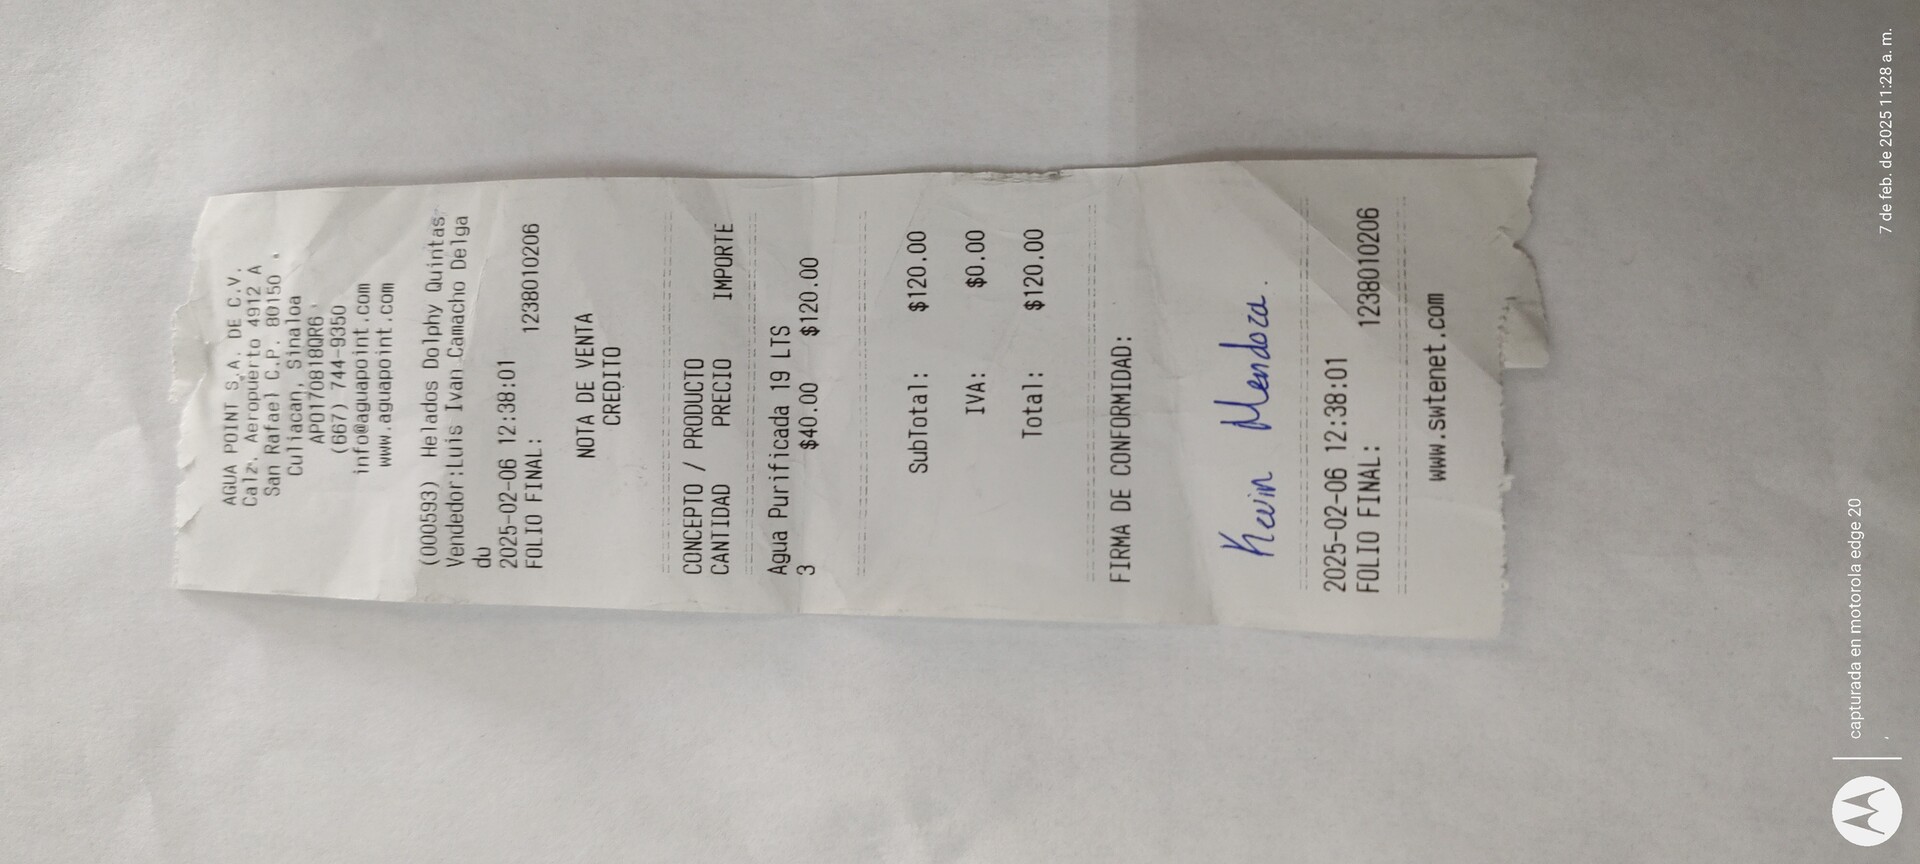 AGUA POINT S.A. DE C.V.
Calz. Aeropuerto 4912 A
San Rafael C.P. 80150
Culiacan, Sinaloa
APO170818QR6
(667) 744-9350
info@aguapoint.com
www.aguapoint.com
(000593) Helados Dolphy Quintas
Vendedor:Luis Ivan Camacho Delga
du
2025-02-06 12:38:01
FOLIO FINAL: 1238010206
NOTA DE VENTA
CREDITO
CONCEPTO / PRODUCTO
CANTIDAD PRECIO IMPORTE
Agua Purificada 19 LTS
3 $40.00 $120.00
SubTotal: $120.00
IVA: $0.00
Total: $120.00
FIRMA DE CONFORMIDAD:
Kevin Mendoza.
2025-02-06 12:38:01
FOLIO FINAL: 1238010206
www.swtenet.com
capturada en motorola edge 20
7 de feb. de 2025 11:28 a. m.